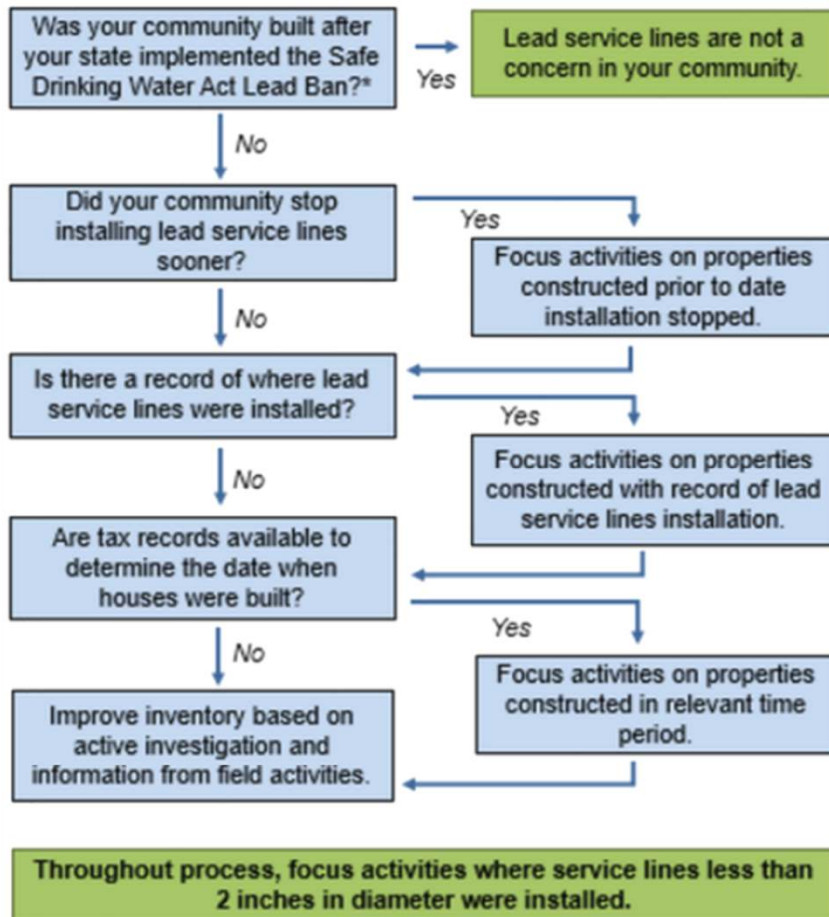 Was your community built after
your state implemented the Safe
Drinking Water Act Lead Ban?*
Yes
Lead service lines are not a
concern in your community.
No
Did your community stop
installing lead service lines
sooner?
Yes
Focus activities on properties
constructed prior to date
installation stopped.
No
Is there a record of where lead
service lines were installed?
Yes
Focus activities on properties
constructed with record of lead
service lines installation.
No
Are tax records available to
determine the date when
houses were built?
Yes
Focus activities on properties
constructed in relevant time
period.
No
Improve inventory based on
active investigation and
information from field activities.
Throughout process, focus activities where service lines less than
2 inches in diameter were installed.